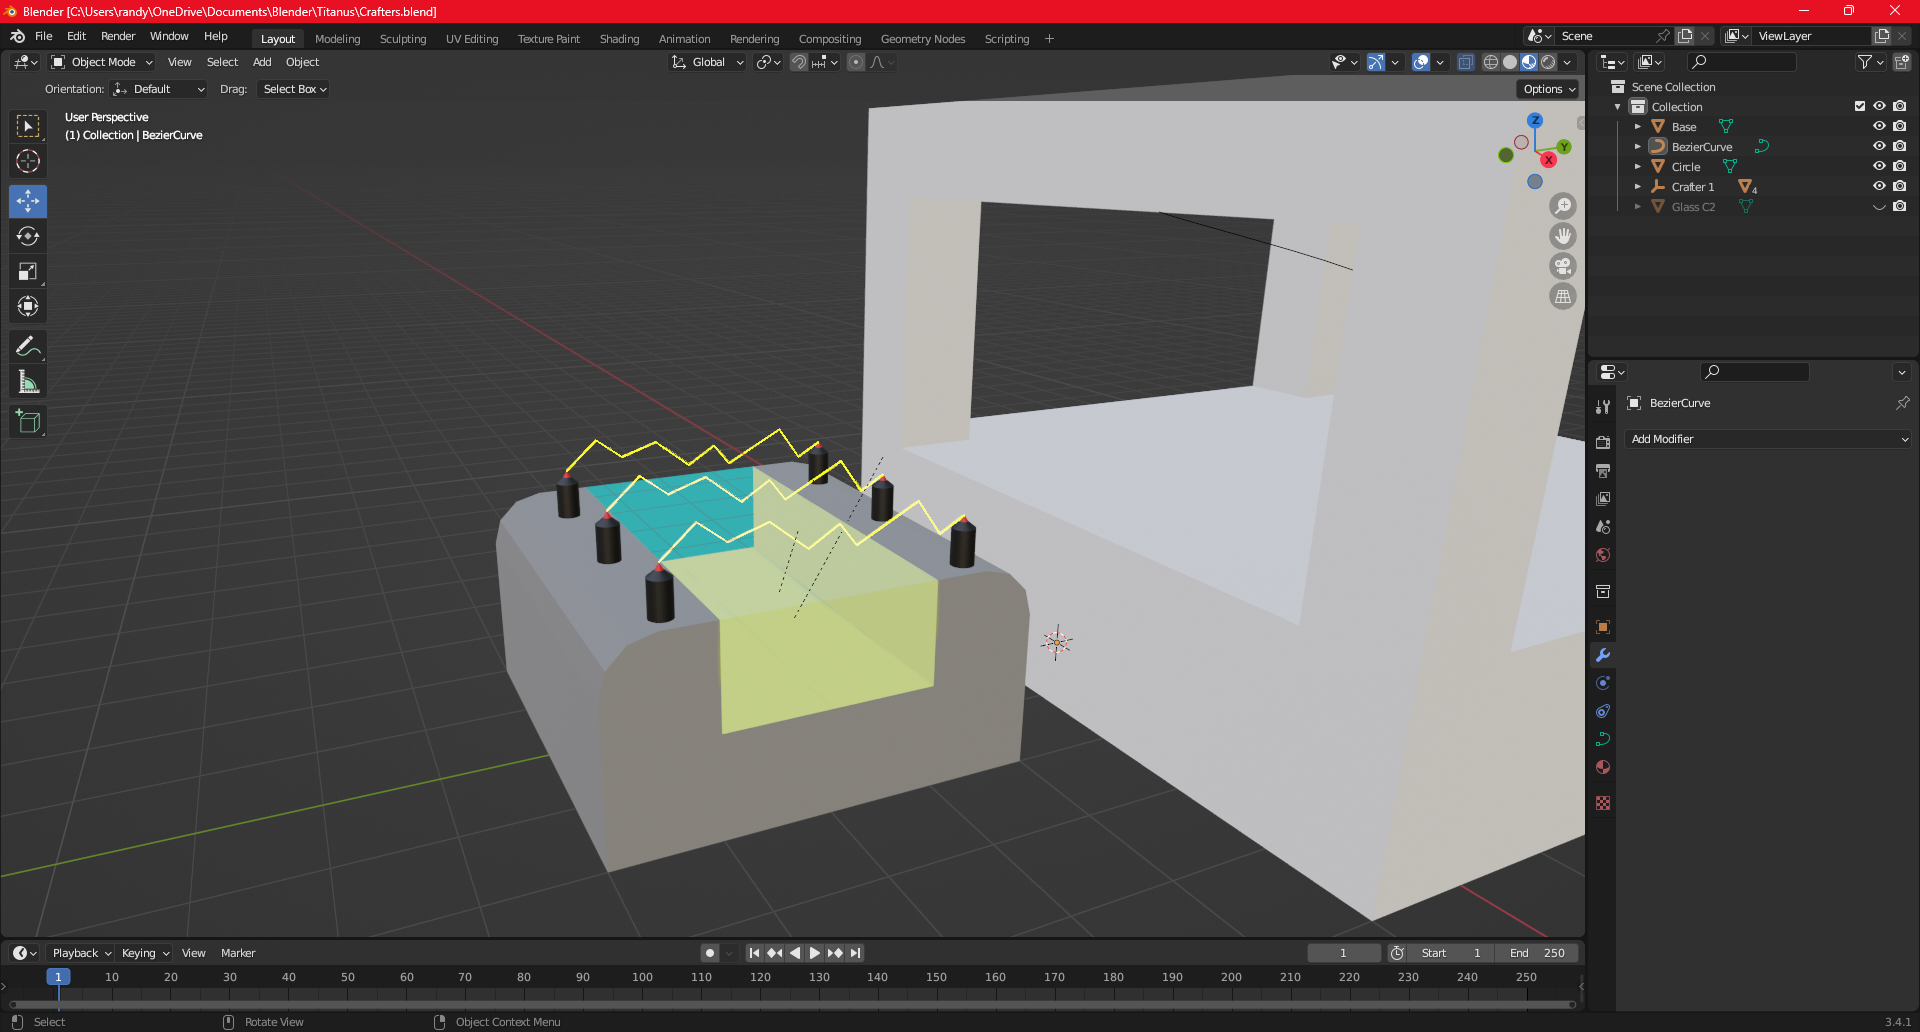 Blender [C:\Users\randy\OneDrive\Documents\Blender\Titanus\Crafters.blend]
File Edit Render Window Help Layout Modeling Sculpting UV Editing Texture Paint Shading Animation Rendering Compositing Geometry Nodes Scripting + Scene ViewLayer
Object Mode View Select Add Object Global
Orientation: Default Drag: Select Box Options
User Perspective
(1) Collection | BezierCurve
Z
Y
X
Scene Collection
Collection
Base
BezierCurve
Circle
Crafter 1 4
Glass C2
BezierCurve
Add Modifier
Playback Keying View Marker 1 Start 1 End 250
1 10 20 30 40 50 60 70 80 90 100 110 120 130 140 150 160 170 180 190 200 210 220 230 240 250
Select Rotate View Object Context Menu 3.4.1